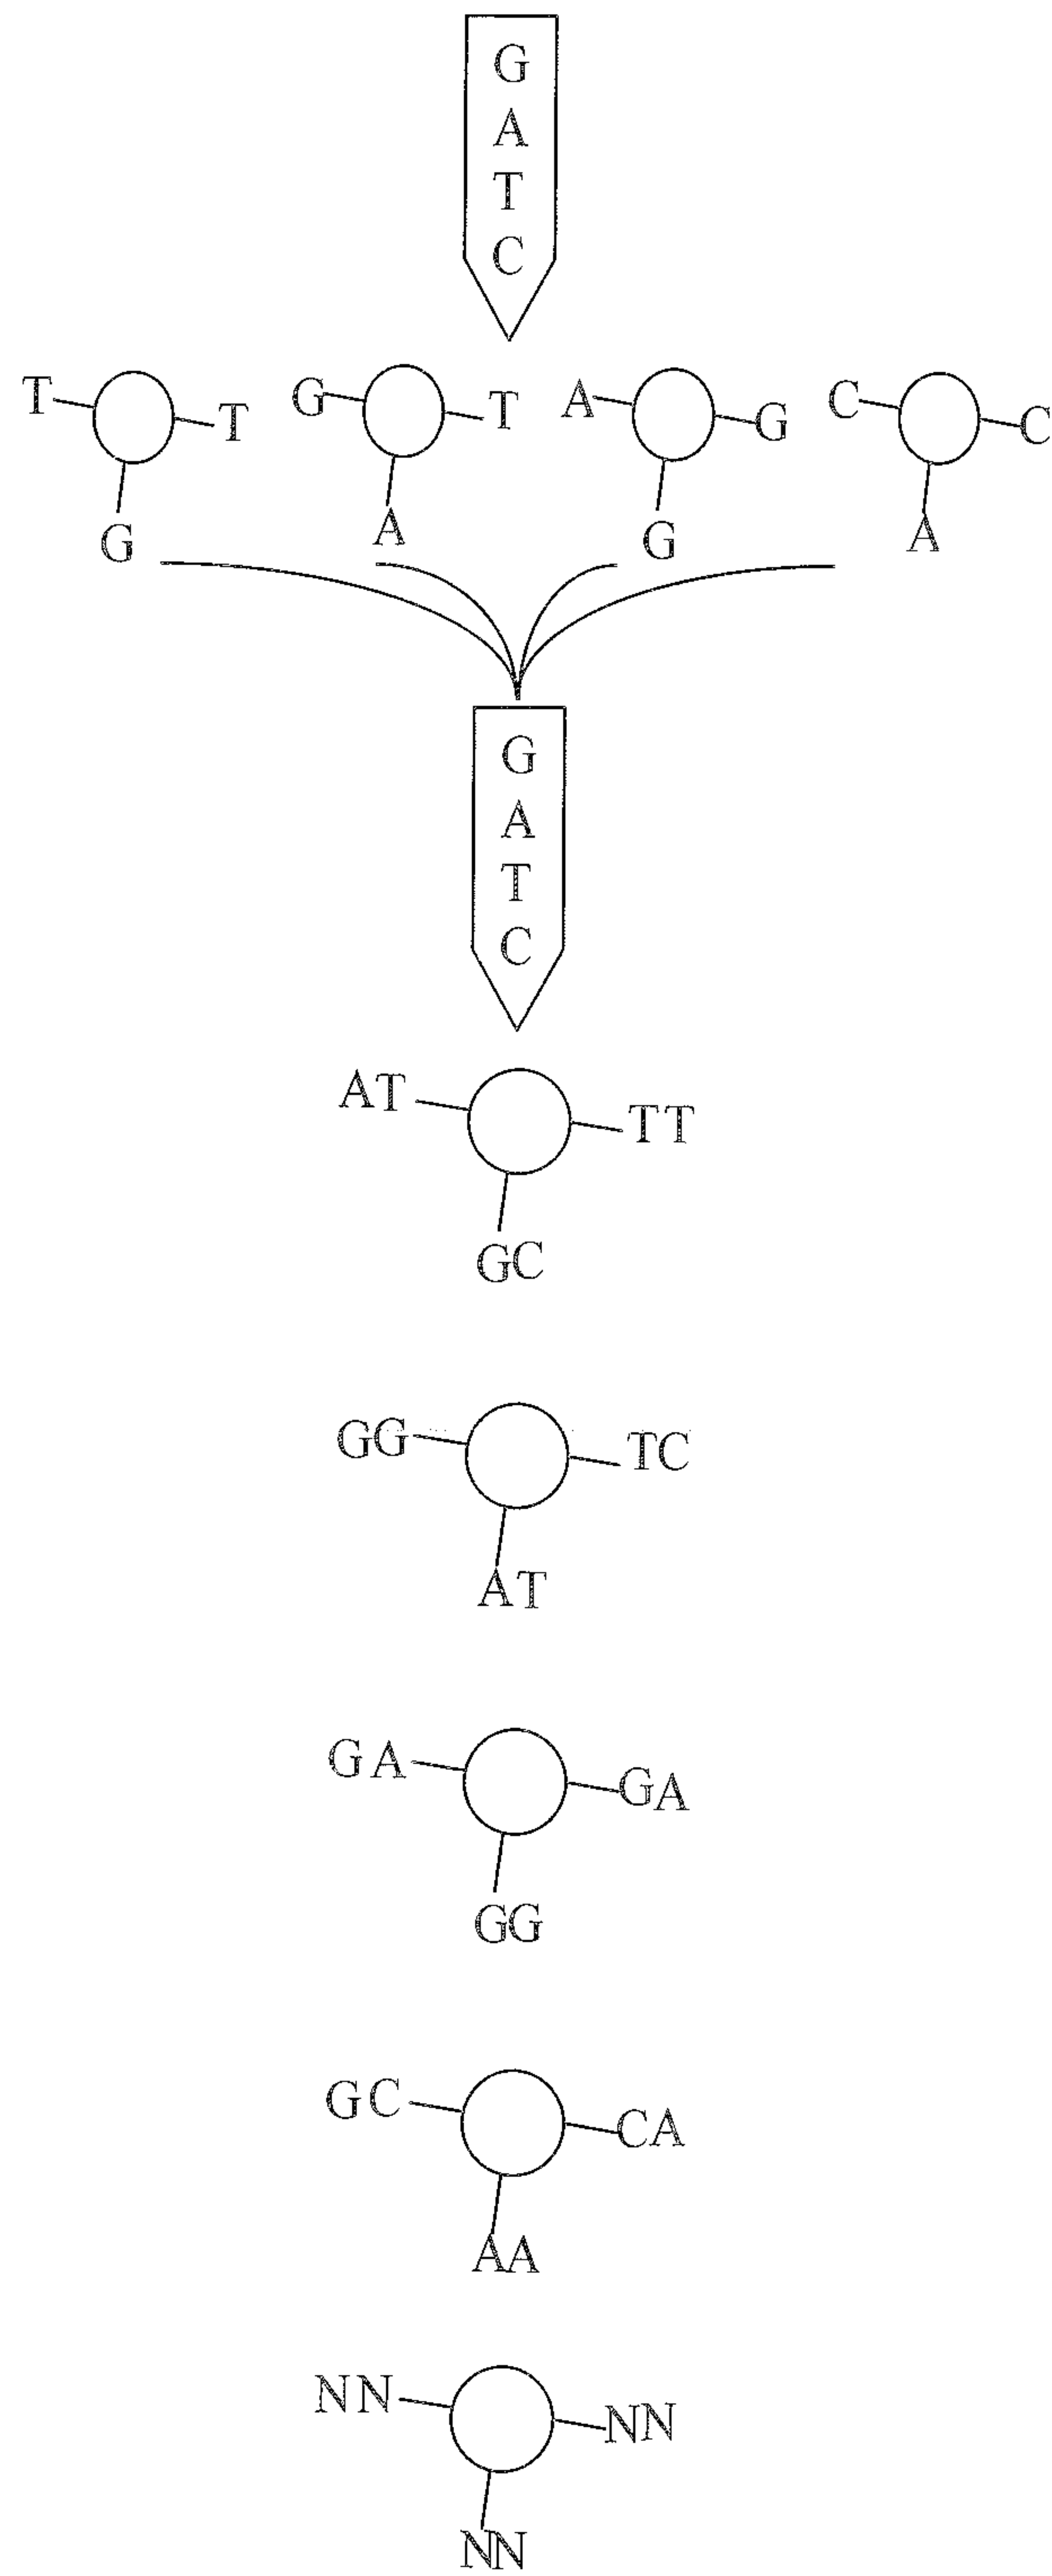 G
A
T
C
T T G
G T A
A G G
C C A
G
A
T
C
AT TT
GC
GG TC
AT
GA GA
GG
GC CA
AA
NN NN
NN